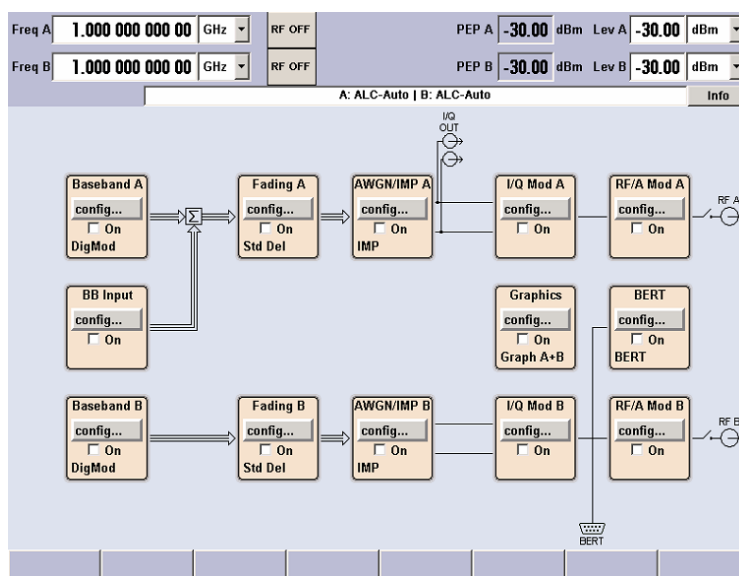 Freq A 1.000 000 000 00 GHz RF OFF PEP A -30.00 dBm Lev A -30.00 dBm
Freq B 1.000 000 000 00 GHz RF OFF PEP B -30.00 dBm Lev B -30.00 dBm
A: ALC-Auto | B: ALC-Auto Info
I/Q
OUT
Baseband A Fading A AWGN/IMP A I/Q Mod A RF/A Mod A
config... config... config... config... config... RF A
On Σ On On On On
DigMod Std Del IMP
BB Input Graphics BERT
config... config... config...
On On On
Graph A+B BERT
Baseband B Fading B AWGN/IMP B I/Q Mod B RF/A Mod B
config... config... config... config... config... RF B
On On On On On
DigMod Std Del IMP
BERT